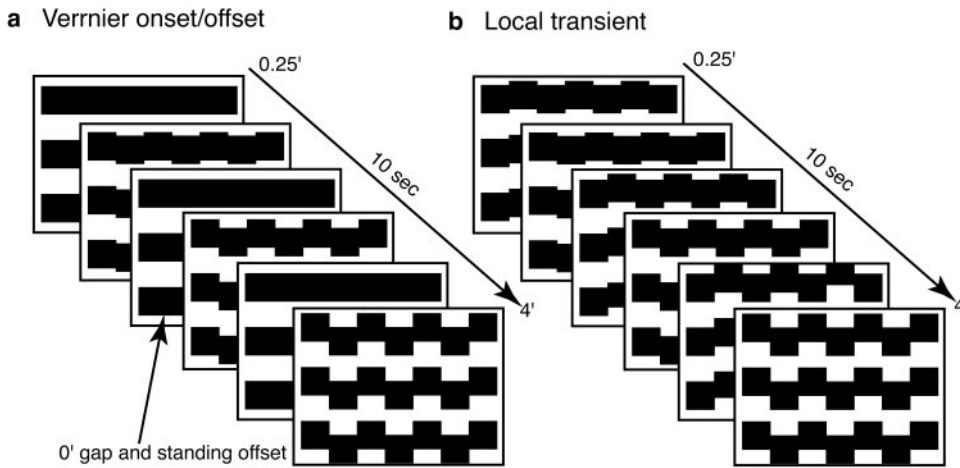 a Verrnier onset/offset
0.25'
10 sec
4'
0' gap and standing offset
b Local transient
0.25'
10 sec
4'